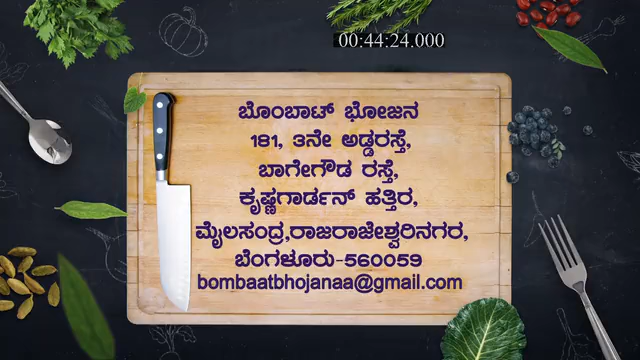 00:44:24.000
ಬೊಂಬಾಟ್ ಭೋಜನ
181, 3ನೇ ಅಡ್ಡರಸ್ತೆ,
ಬಾಗೇಗೌಡ ರಸ್ತೆ,
ಕೃಷ್ಣಗಾರ್ಡನ್ ಹತ್ತಿರ,
ಮೈಲಸಂದ್ರ,ರಾಜರಾಜೇಶ್ವರಿನಗರ,
ಬೆಂಗಳೂರು-560059
bombaatbhojanaa@gmail.com